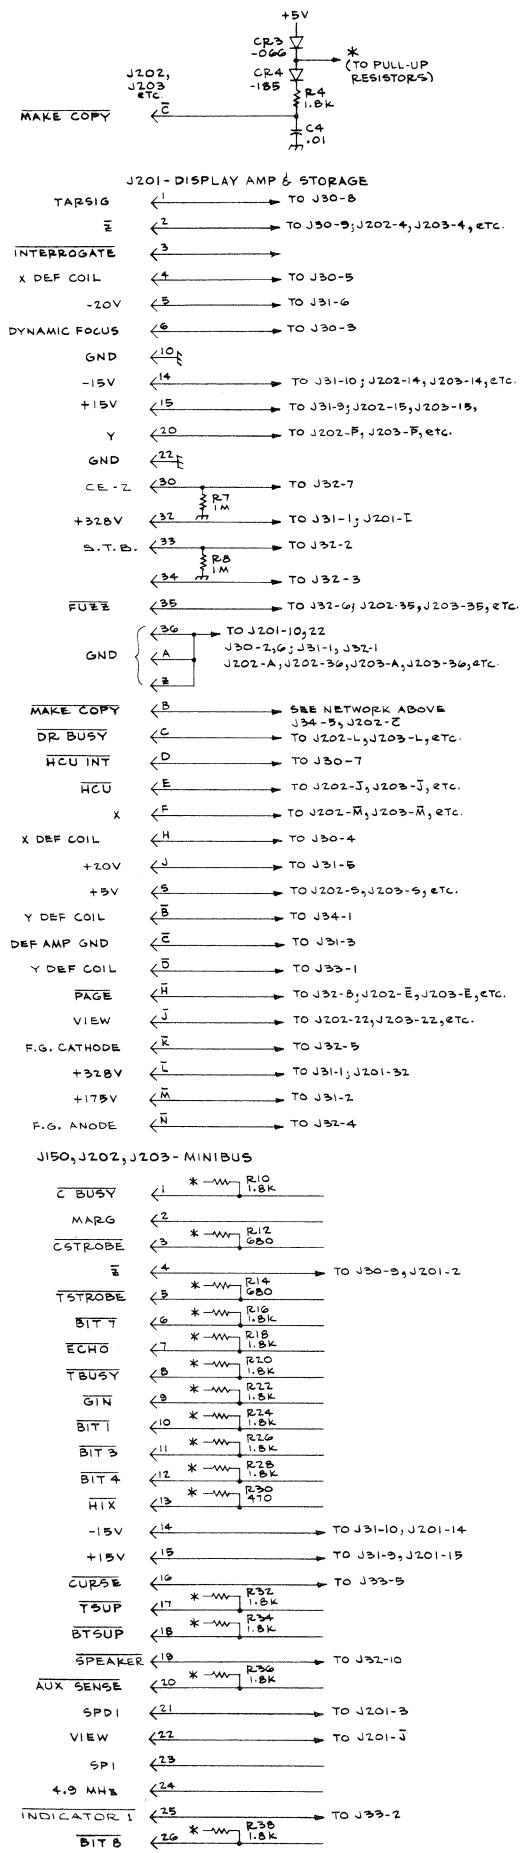 +5V
CR3
-066
*
(TO PULL-UP
RESISTORS)
CR4
-185
R4
1.8K
J202,
J203
ETC.
MAKE COPY C̅
C4
.01
J201-DISPLAY AMP & STORAGE
TARSIG 1 TO J30-8
Z̅ 2 TO J30-9; J202-4, J203-4, ETC.
INTERROGATE 3
X DEF COIL 4 TO J30-5
-20V 5 TO J31-6
DYNAMIC FOCUS 6 TO J30-3
GND 10
-15V 14 TO J31-10; J202-14, J203-14, ETC.
+15V 15 TO J31-9; J202-15, J203-15,
Y 20 TO J202-P̅, J203-P̅, ETC.
GND 22
CE-2 30 TO J32-7
R7
1M
+328V 32 TO J31-1; J201-L̅
S.T.B. 33 TO J32-2
R8
1M
34 TO J32-3
FUZZ 35 TO J32-6; J202-35, J203-35, ETC.
36 TO J201-10,22
GND A J30-2,6; J31-1, J32-1
J202-A, J202-36, J203-A, J203-36, ETC.
Z
MAKE COPY B SEE NETWORK ABOVE
J34-5, J202-C̅
DR BUSY C TO J202-L, J203-L, ETC.
HCU INT D TO J30-7
HCU E TO J202-J̅, J203-J̅, ETC.
X F TO J202-M̅, J203-M̅, ETC.
X DEF COIL H TO J30-4
+20V J TO J31-5
+5V S TO J202-S, J203-S, ETC.
Y DEF COIL B̅ TO J34-1
DEF AMP GND C̅ TO J31-3
Y DEF COIL D̅ TO J33-1
PAGE H̅ TO J32-8; J202-E̅, J203-E̅, ETC.
VIEW J̅ TO J202-22, J203-22, ETC.
F.G. CATHODE K̅ TO J32-5
+328V L̅ TO J31-1; J201-32
+175V M̅ TO J31-2
F.G. ANODE N̅ TO J32-4
J150, J202, J203-MINIBUS
C BUSY 1 * R10
1.8K
MARG 2
CSTROBE 3 * R12
680
Z̅ 4 TO J30-9, J201-2
TSTROBE 5 * R14
680
BIT 7 6 * R16
1.8K
ECHO 7 * R18
1.8K
TBUSY 8 * R20
1.8K
GIN 9 * R22
1.8K
BIT 1 10 * R24
1.8K
BIT 3 11 * R26
1.8K
BIT 4 12 * R28
1.8K
HIX 13 * R30
470
-15V 14 TO J31-10, J201-14
+15V 15 TO J31-9, J201-15
CURSE 16 TO J33-5
TSUP 17 * R32
1.8K
BTSUP 18 * R34
1.8K
SPEAKER 19 TO J32-10
AUX SENSE 20 * R36
1.8K
SPDI 21 TO J201-3
VIEW 22 TO J201-J̅
SPI 23
4.9 MHz 24
INDICATOR 1 25 TO J33-2
BIT 8 26 * R38
1.8K